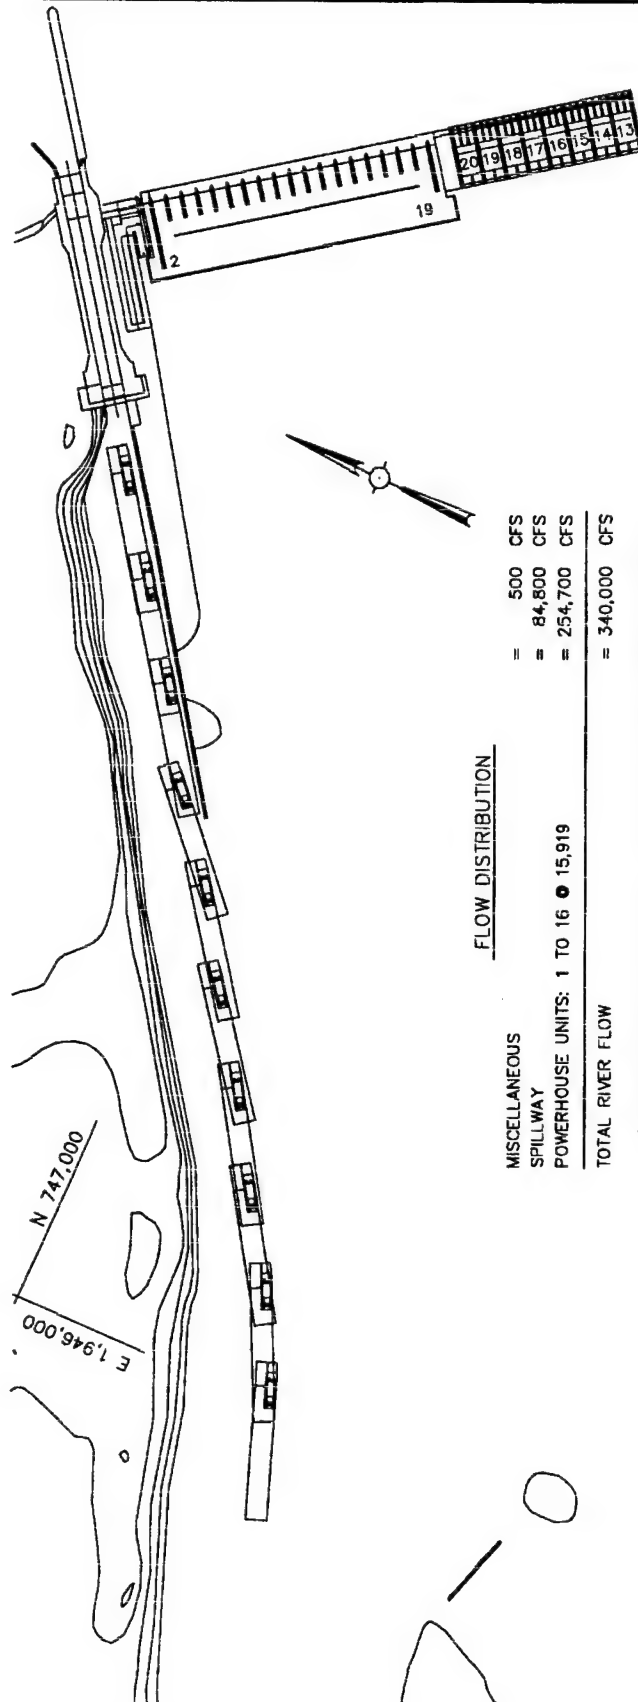 20 19 18 17 16 15 14 13
19
2
N 747,000
E 1,946,000
FLOW DISTRIBUTION
MISCELLANEOUS = 500 CFS
SPILLWAY = 84,800 CFS
POWERHOUSE UNITS: 1 TO 16 @ 15,919 = 254,700 CFS
TOTAL RIVER FLOW = 340,000 CFS